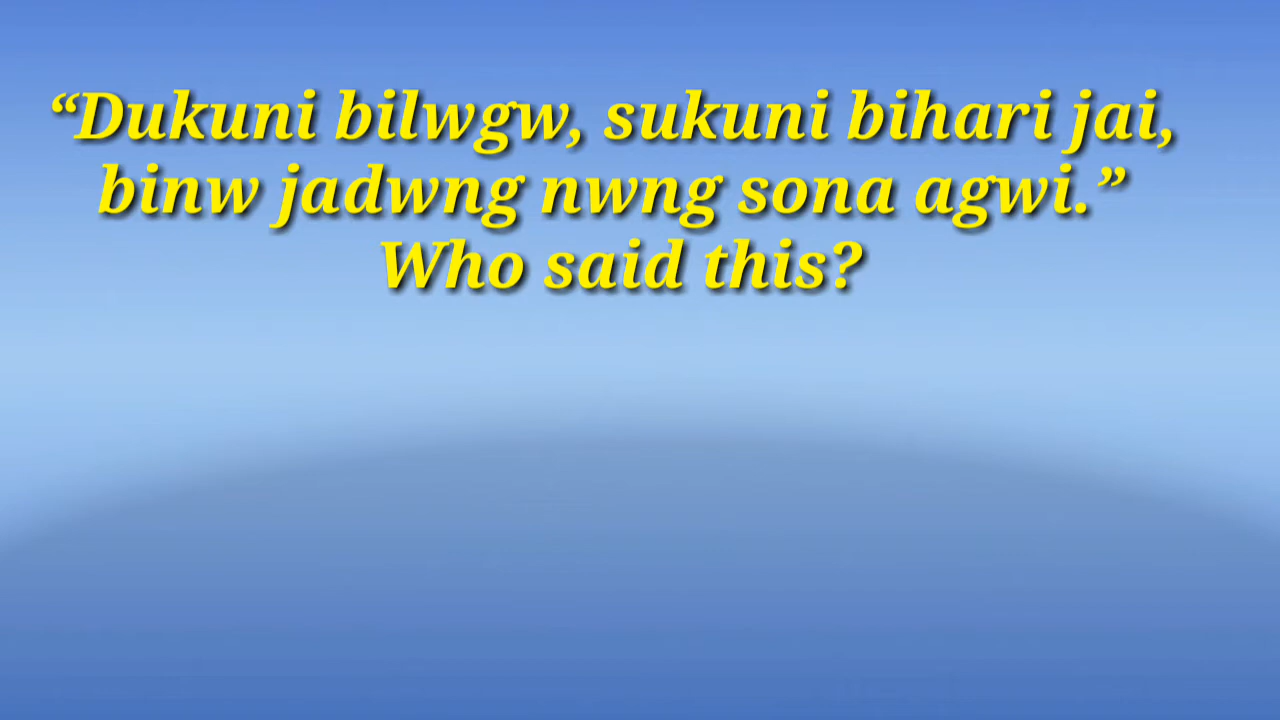 “Dukuni bilwgw, sukuni bihari jai,
binw jadwng nwng sona agwi.”
Who said this?